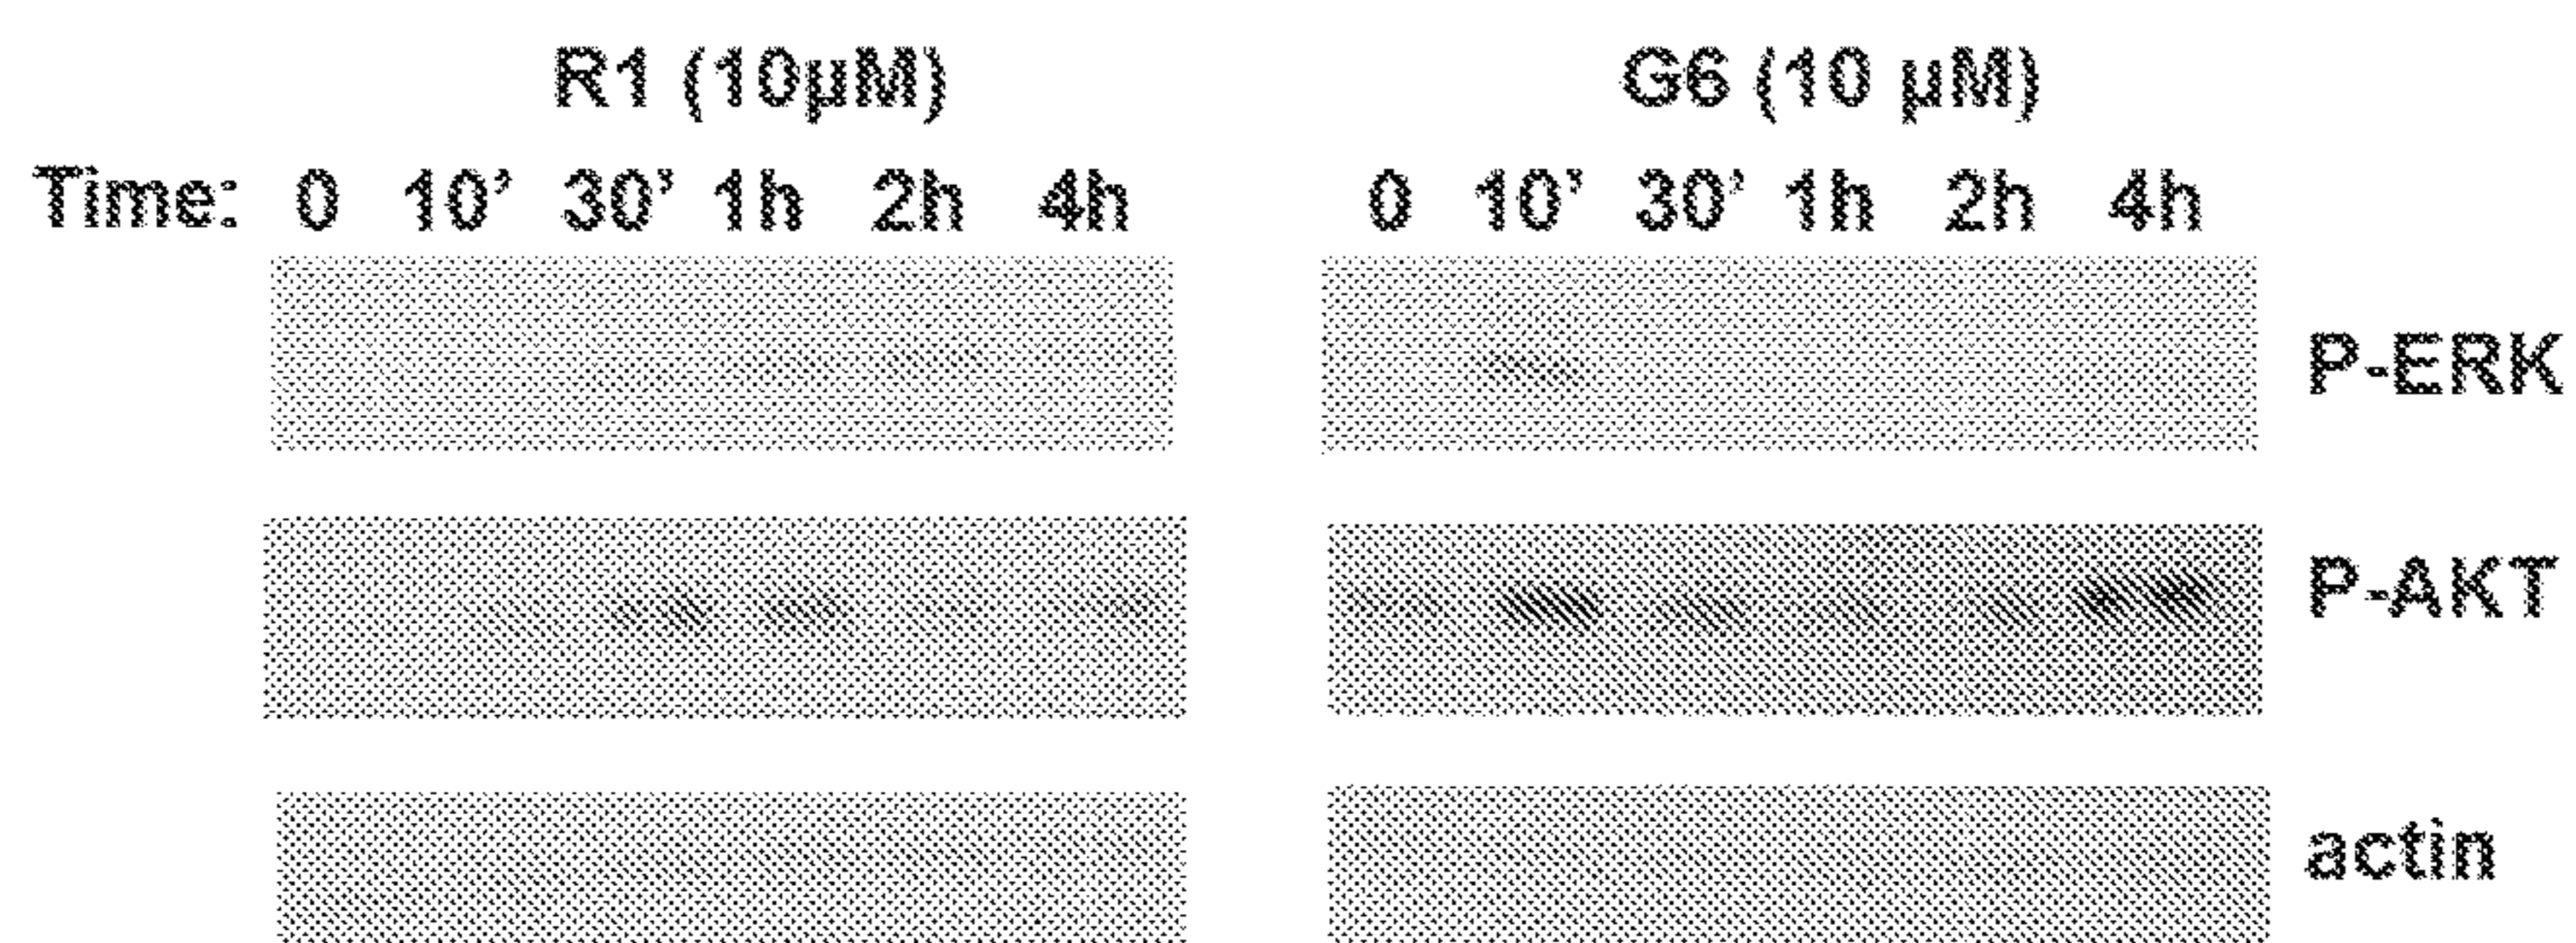 R1 (10µM) G6 (10 µM)
Time: 0 10’ 30’ 1h 2h 4h 0 10’ 30’ 1h 2h 4h
P-ERK
P-AKT
actin